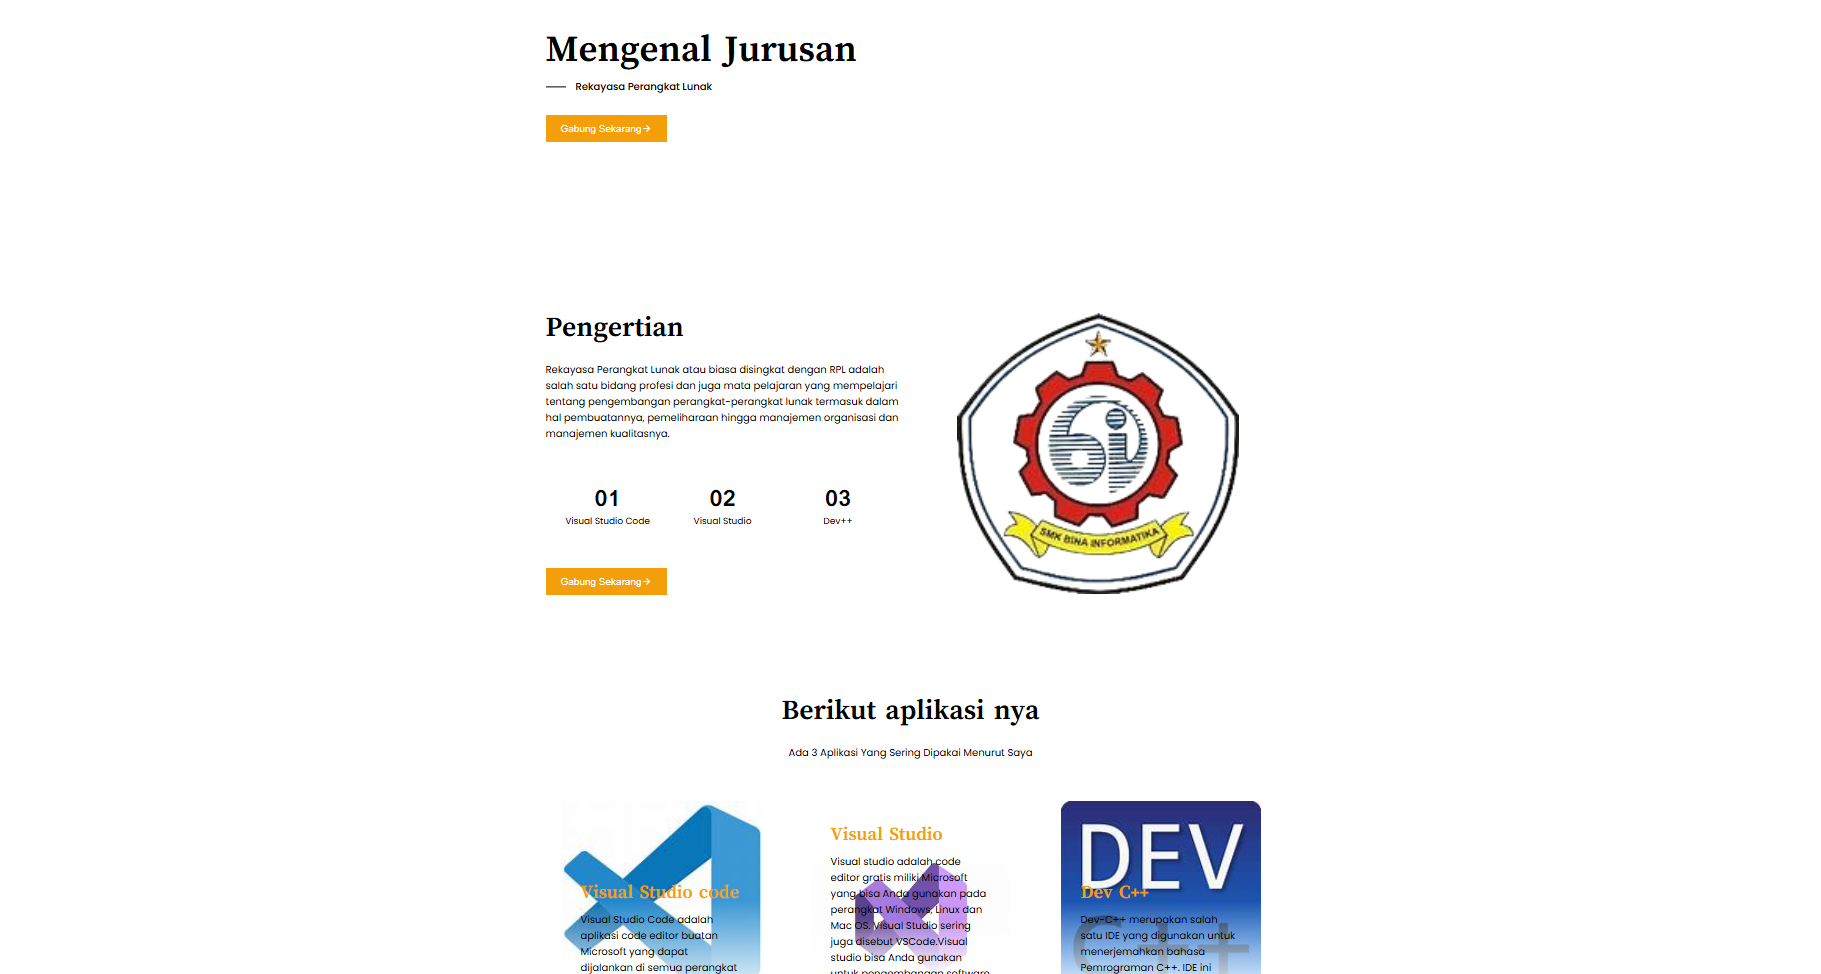 Mengenal Jurusan
Rekayasa Perangkat Lunak
Gabung Sekarang→
Pengertian
Rekayasa Perangkat Lunak atau biasa disingkat dengan RPL adalah
salah satu bidang profesi dan juga mata pelajaran yang mempelajari
tentang pengembangan perangkat-perangkat lunak termasuk dalam
hal pembuatannya, pemeliharaan hingga manajemen organisasi dan
manajemen kualitasnya.
01
Visual Studio Code
02
Visual Studio
03
Dev++
Gabung Sekarang→
SMK BINA INFORMATIKA
Berikut aplikasi nya
Ada 3 Aplikasi Yang Sering Dipakai Menurut Saya
Visual Studio code
Visual Studio Code adalah
aplikasi code editor buatan
Microsoft yang dapat
dijalankan di semua perangkat
Visual Studio
Visual studio adalah code
editor gratis miliki Microsoft
yang bisa Anda gunakan pada
perangkat Windows, Linux dan
Mac OS. Visual Studio sering
juga disebut VSCode.Visual
studio bisa Anda gunakan
untuk pengembangan software
DEV
C++
Dev C++
Dev-C++ merupakan salah
satu IDE yang digunakan untuk
menerjemahkan bahasa
Pemrograman C++. IDE ini